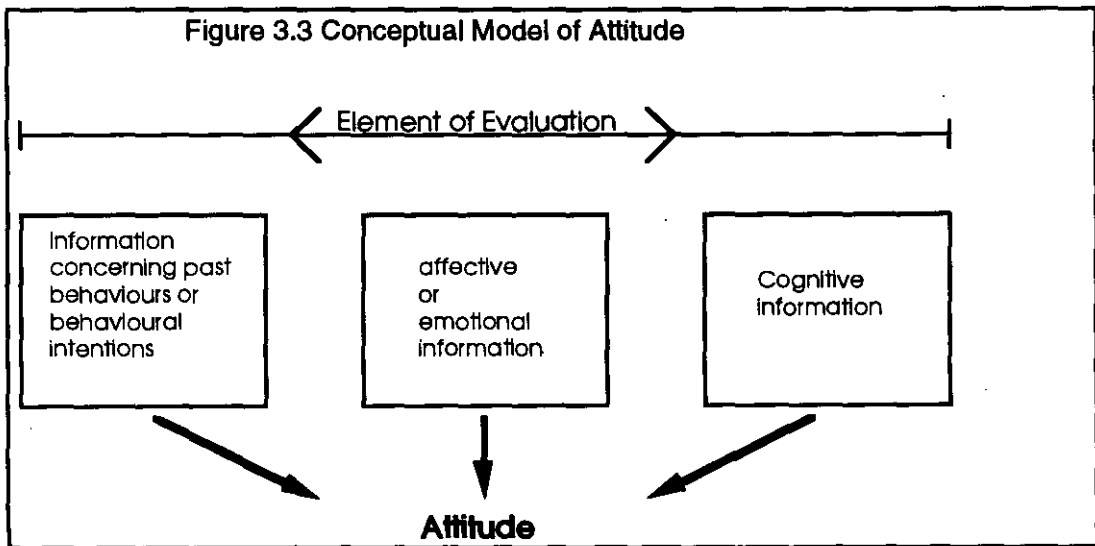 Figure 3.3 Conceptual Model of Attitude
Element of Evaluation
Information
concerning past
behaviours or
behavioural
intentions
affective
or
emotional
information
Cognitive
information
Attitude